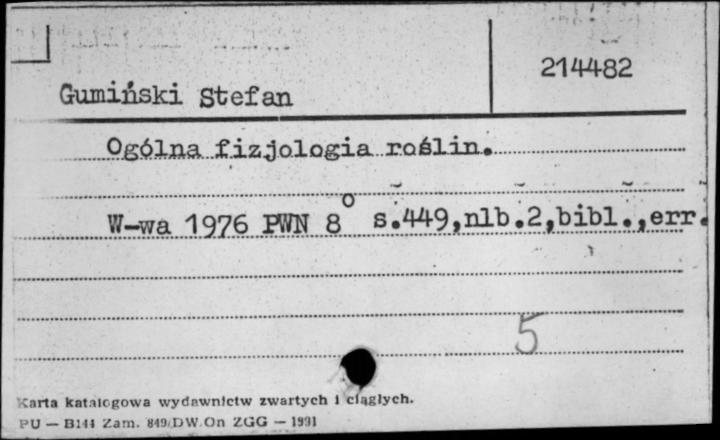 214482
Gumiński Stefan
Ogólna fizjologia roślin.
W-wa 1976 PWN 8° s.449,nlb.2,bibl.,err.
5
Karta katalogowa wydawnictw zwartych i ciągłych.
PU — B144 Zam. 849/DW.On ZGG — 1991